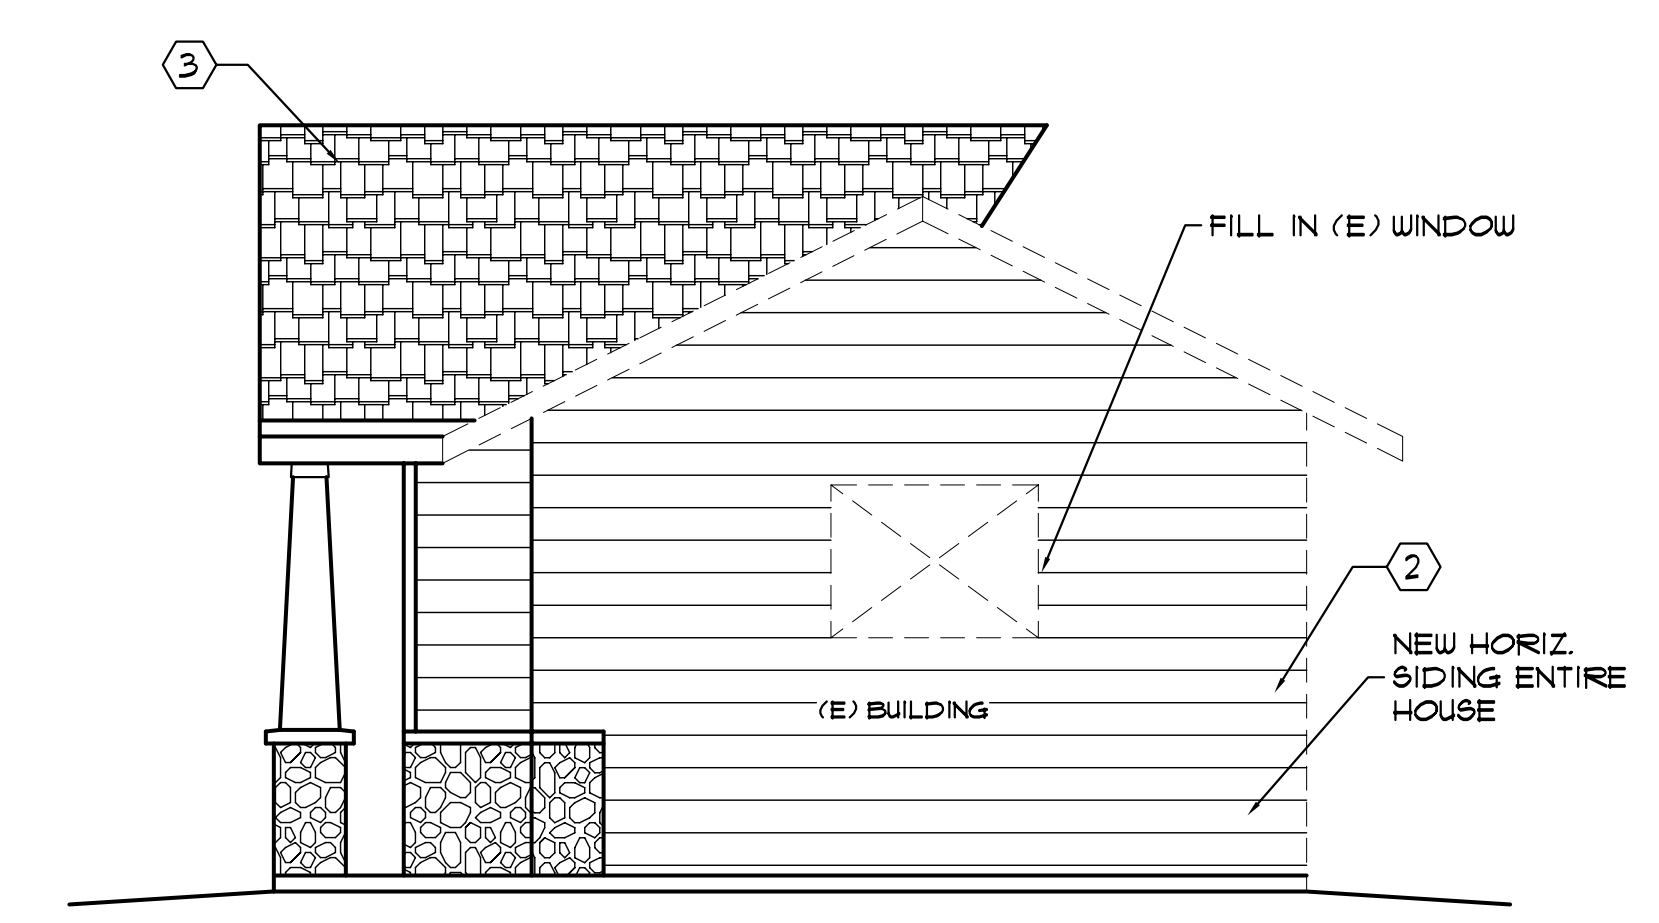 3
FILL IN (E) WINDOW
2
NEW HORIZ.
SIDING ENTIRE
HOUSE
(E) BUILDING